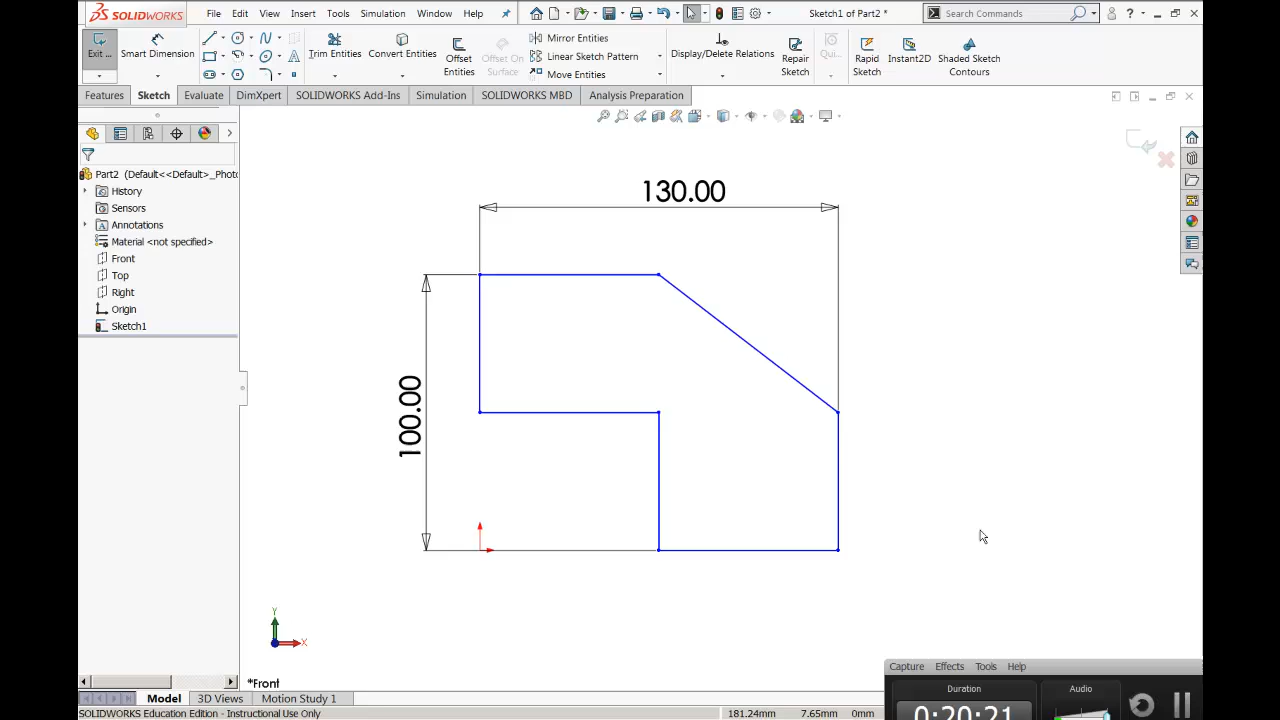 SOLIDWORKS File Edit View Insert Tools Simulation Window Help Sketch1 of Part2 * Search Commands ?
Exit ... Smart Dimension Trim Entities Convert Entities Offset Entities Offset On Surface Mirror Entities Linear Sketch Pattern Move Entities Display/Delete Relations Qui... Repair Sketch Rapid Sketch Instant2D Shaded Sketch Contours
Features Sketch Evaluate DimXpert SOLIDWORKS Add-Ins Simulation SOLIDWORKS MBD Analysis Preparation
Part2 (Default<<Default>_Photo
History
Sensors
Annotations
Material <not specified>
Front
Top
Right
Origin
Sketch1
130.00
100.00
Y
X
*Front
Capture Effects Tools Help
Duration Audio
0:20:21
Model 3D Views Motion Study 1
SOLIDWORKS Education Edition - Instructional Use Only 181.24mm 7.65mm 0mm